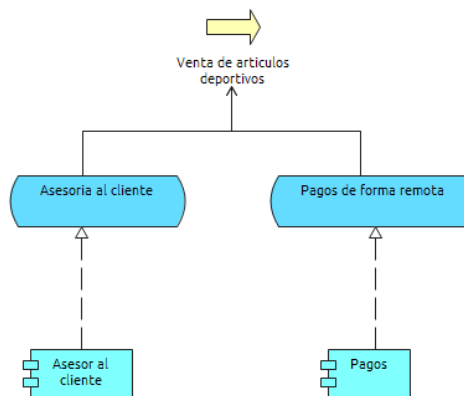 Venta de articulos
deportivos
Asesoria al cliente
Pagos de forma remota
Asesor al
cliente
Pagos